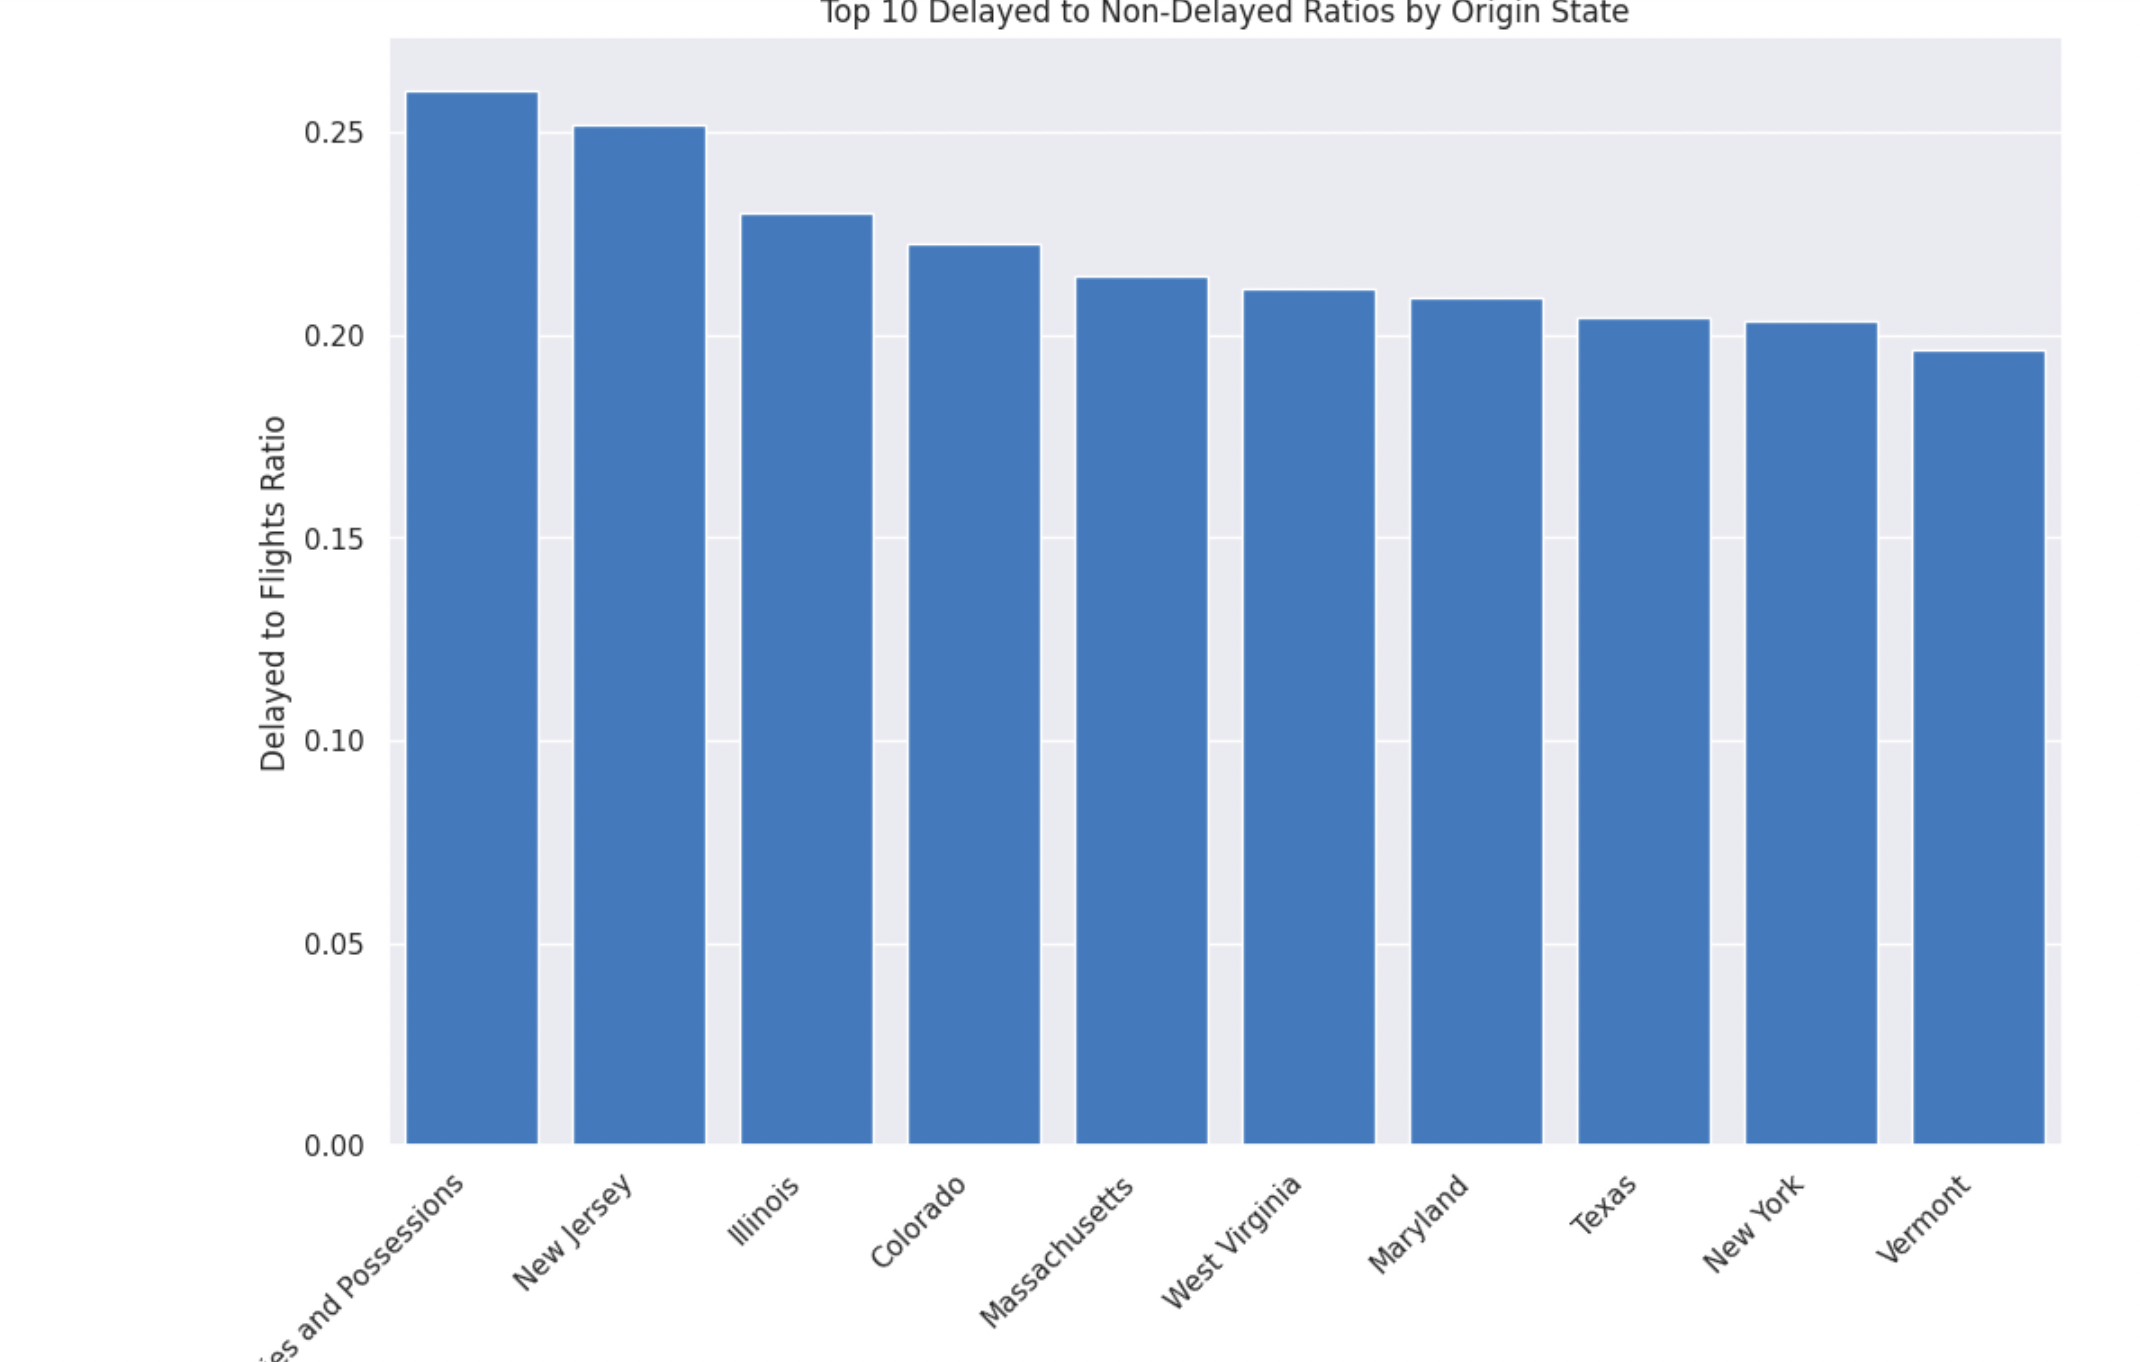 Top 10 Delayed to Non-Delayed Ratios by Origin State
Delayed to Flights Ratio
0.25
0.20
0.15
0.10
0.05
0.00
and Possessions
New Jersey
Illinois
Colorado
Massachusetts
West Virginia
Maryland
Texas
New York
Vermont